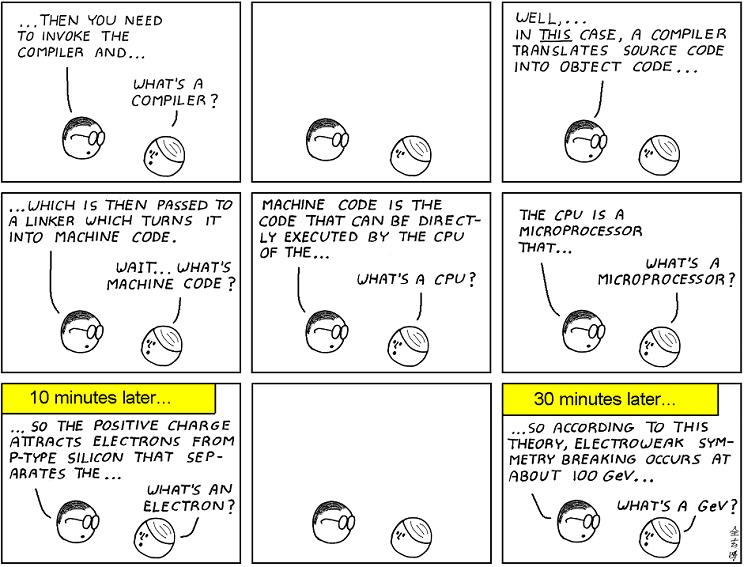 ...THEN YOU NEED
TO INVOKE THE
COMPILER AND...
WHAT'S A
COMPILER?
WELL,...
IN THIS CASE, A COMPILER
TRANSLATES SOURCE CODE
INTO OBJECT CODE...
...WHICH IS THEN PASSED TO
A LINKER WHICH TURNS IT
INTO MACHINE CODE.
WAIT... WHAT'S
MACHINE CODE?
MACHINE CODE IS THE
CODE THAT CAN BE DIRECT-
LY EXECUTED BY THE CPU
OF THE...
WHAT'S A CPU?
THE CPU IS A
MICROPROCESSOR
THAT...
WHAT'S A
MICROPROCESSOR?
10 minutes later...
...SO THE POSITIVE CHARGE
ATTRACTS ELECTRONS FROM
P-TYPE SILICON THAT SEP-
ARATES THE...
WHAT'S AN
ELECTRON?
30 minutes later...
...SO ACCORDING TO THIS
THEORY, ELECTROWEAK SYM-
METRY BREAKING OCCURS AT
ABOUT 100 GeV...
WHAT'S A GeV?